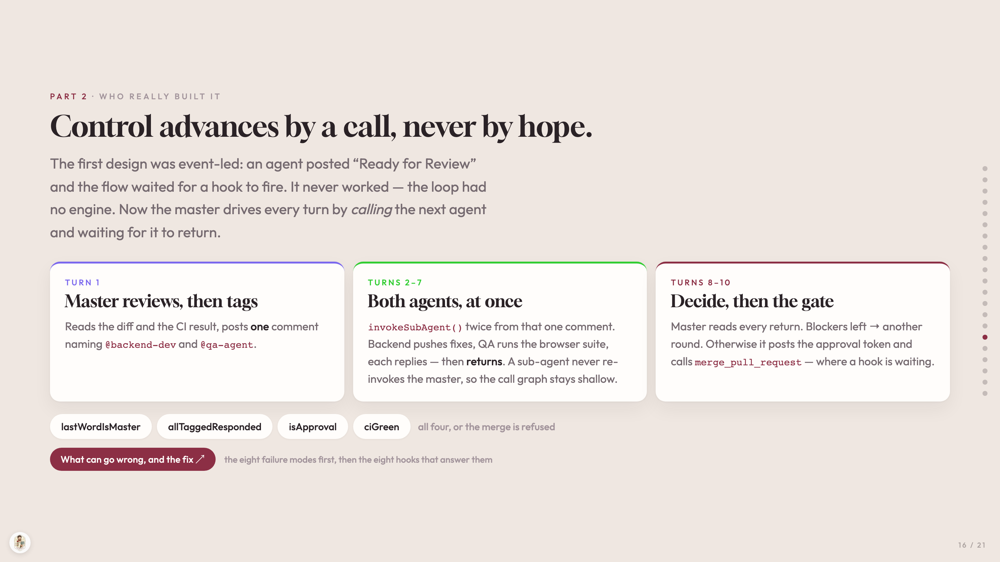 PART 2 · WHO REALLY BUILT IT
Control advances by a call, never by hope.
The first design was event-led: an agent posted “Ready for Review”
and the flow waited for a hook to fire. It never worked — the loop had
no engine. Now the master drives every turn by calling the next agent
and waiting for it to return.
TURN 1
Master reviews, then tags
Reads the diff and the CI result, posts one comment
naming @backend-dev and @qa-agent.
TURNS 2–7
Both agents, at once
invokeSubAgent() twice from that one comment.
Backend pushes fixes, QA runs the browser suite,
each replies — then returns. A sub-agent never re-
invokes the master, so the call graph stays shallow.
TURNS 8–10
Decide, then the gate
Master reads every return. Blockers left → another
round. Otherwise it posts the approval token and
calls merge_pull_request — where a hook is waiting.
lastWordIsMaster allTaggedResponded isApproval ciGreen all four, or the merge is refused
What can go wrong, and the fix ↗ the eight failure modes first, then the eight hooks that answer them
16 / 21